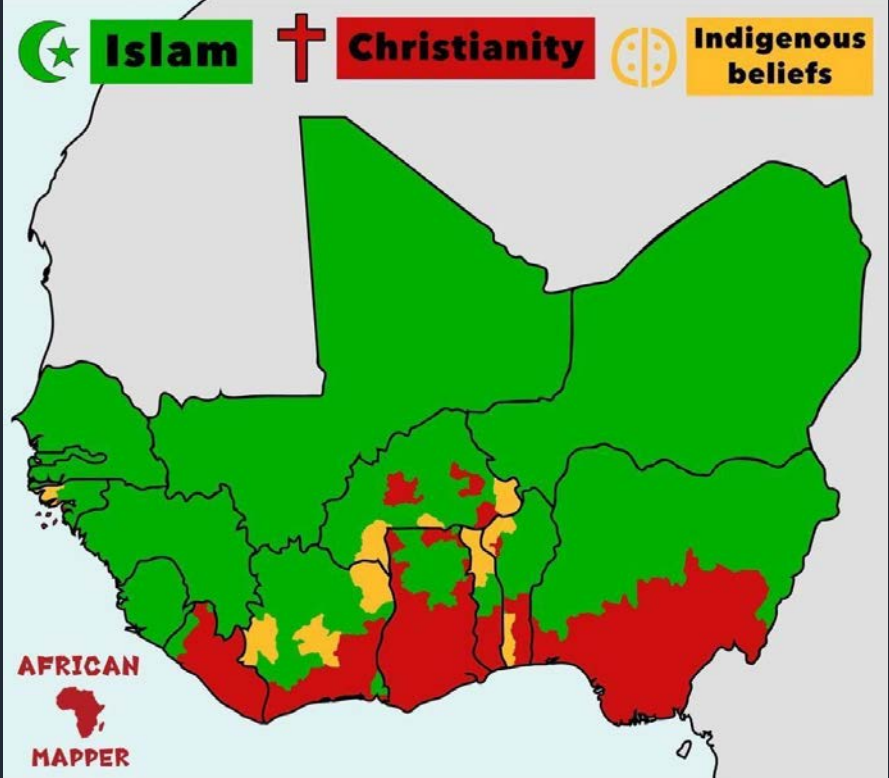 Islam
Christianity
Indigenous
beliefs
AFRICAN
MAPPER